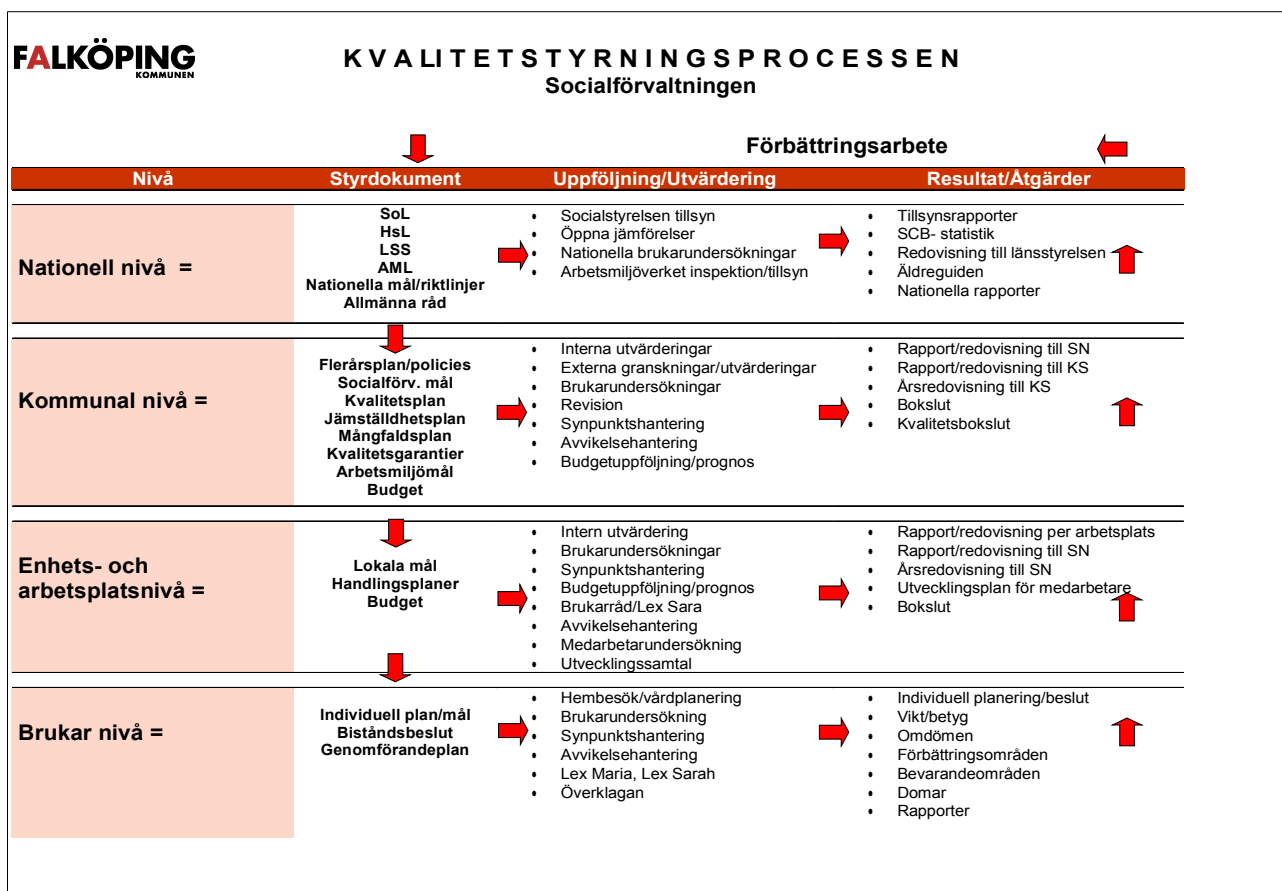 FALKÖPING
KOMMUNEN
K V A L I T E T S T Y R N I N G S P R O C E S S E N
Socialförvaltningen
Förbättringsarbete
Nivå Styrdokument Uppföljning/Utvärdering Resultat/Åtgärder
Nationell nivå =
SoL
HsL
LSS
AML
Nationella mål/riktlinjer
Allmänna råd
• Socialstyrelsen tillsyn
• Öppna jämförelser
• Nationella brukarundersökningar
• Arbetsmiljöverket inspektion/tillsyn
• Tillsynsrapporter
• SCB- statistik
• Redovisning till länsstyrelsen
• Äldreguiden
• Nationella rapporter
Kommunal nivå =
Flerårsplan/policies
Socialförv. mål
Kvalitetsplan
Jämställdhetsplan
Mångfaldsplan
Kvalitetsgarantier
Arbetsmiljömål
Budget
• Interna utvärderingar
• Externa granskningar/utvärderingar
• Brukarundersökningar
• Revision
• Synpunktshantering
• Avvikelsehantering
• Budgetuppföljning/prognos
• Rapport/redovisning till SN
• Rapport/redovisning till KS
• Årsredovisning till KS
• Bokslut
• Kvalitetsbokslut
Enhets- och
arbetsplatsnivå =
Lokala mål
Handlingsplaner
Budget
• Intern utvärdering
• Brukarundersökningar
• Synpunktshantering
• Budgetuppföljning/prognos
• Brukarråd/Lex Sara
• Avvikelsehantering
• Medarbetarundersökning
• Utvecklingssamtal
• Rapport/redovisning per arbetsplats
• Rapport/redovisning till SN
• Årsredovisning till SN
• Utvecklingsplan för medarbetare
• Bokslut
Brukar nivå =
Individuell plan/mål
Biståndsbeslut
Genomförandeplan
• Hembesök/vårdplanering
• Brukarundersökning
• Synpunktshantering
• Avvikelsehantering
• Lex Maria, Lex Sarah
• Överklagan
• Individuell planering/beslut
• Vikt/betyg
• Omdömen
• Förbättringsområden
• Bevarandeområden
• Domar
• Rapporter